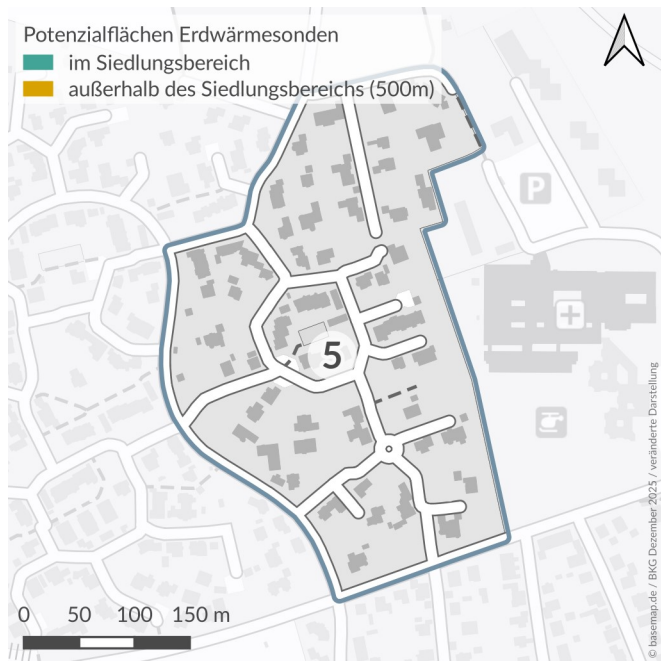 Potenzialflächen Erdwärmesonden
im Siedlungsbereich
außerhalb des Siedlungsbereichs (500m)
P
5
0 50 100 150 m
© basemap.de / BKG Dezember 2025 / veränderte Darstellung